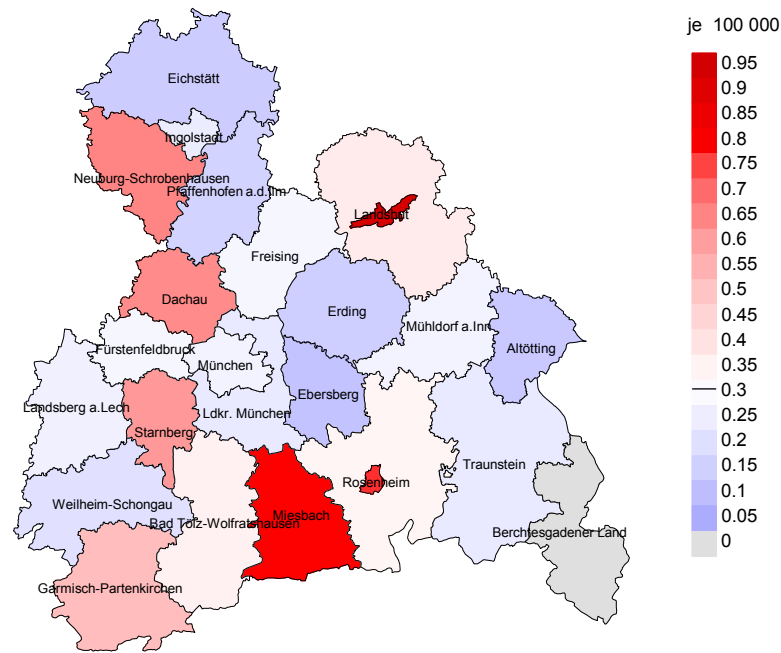 je 100 000
0.95
0.9
0.85
0.8
0.75
0.7
0.65
0.6
0.55
0.5
0.45
0.4
0.35
0.3
0.25
0.2
0.15
0.1
0.05
0
Eichstätt
Ingolstadt
Neuburg-Schrobenhausen
Pfaffenhofen a.d.Ilm
Landshut
Freising
Dachau
Erding
Mühldorf a.Inn
Altötting
Fürstenfeldbruck
München
Ebersberg
Landsberg a.Lech
Ldkr. München
Starnberg
Traunstein
Rosenheim
Weilheim-Schongau
Miesbach
Bad Tölz-Wolfratshausen
Berchtesgadener Land
Garmisch-Partenkirchen